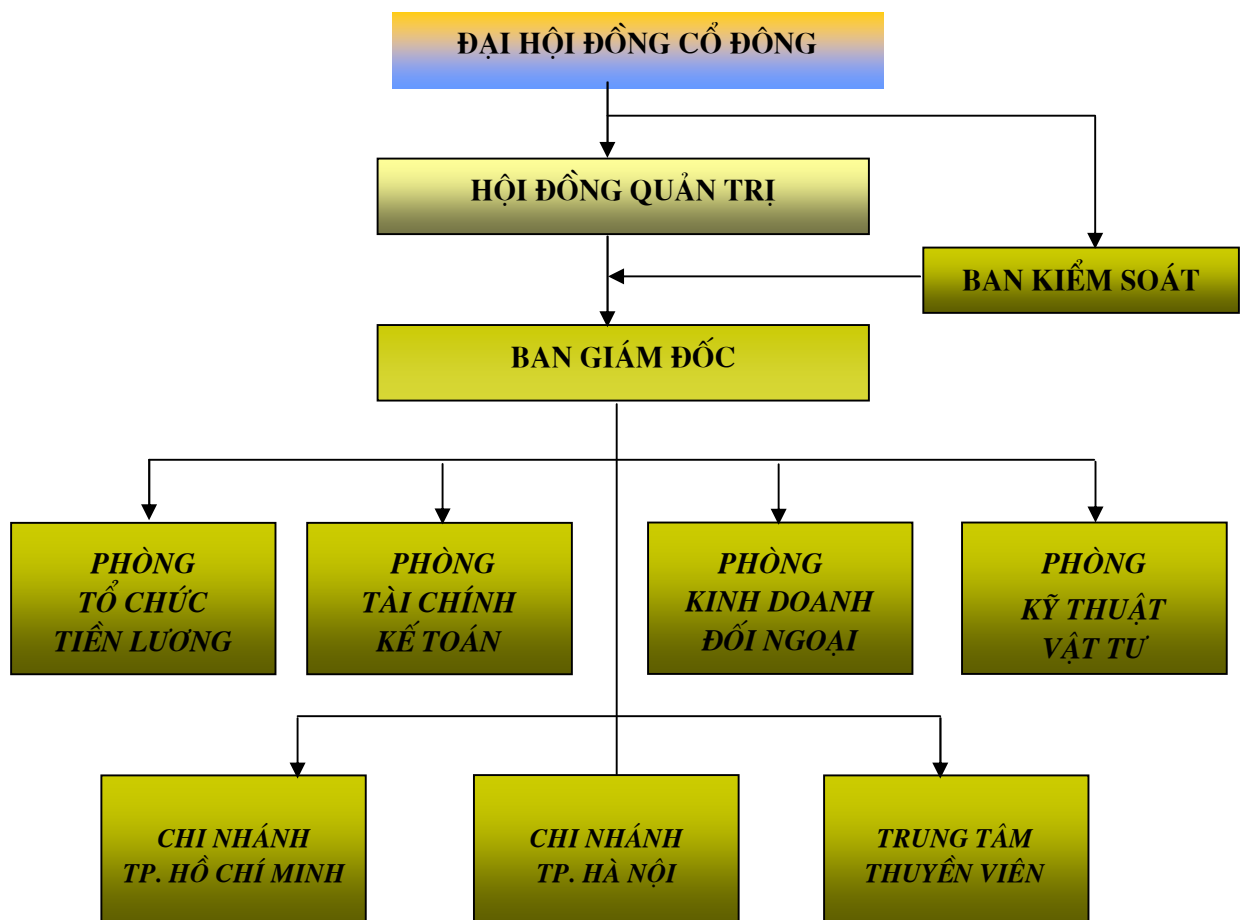 ĐẠI HỘI ĐỒNG CỔ ĐÔNG
HỘI ĐỒNG QUẢN TRỊ
BAN KIỂM SOÁT
BAN GIÁM ĐỐC
PHÒNG
TỔ CHỨC
TIỀN LƯƠNG
PHÒNG
TÀI CHÍNH
KẾ TOÁN
PHÒNG
KINH DOANH
ĐỐI NGOẠI
PHÒNG
KỸ THUẬT
VẬT TƯ
CHI NHÁNH
TP. HỒ CHÍ MINH
CHI NHÁNH
TP. HÀ NỘI
TRUNG TÂM
THUYỀN VIÊN